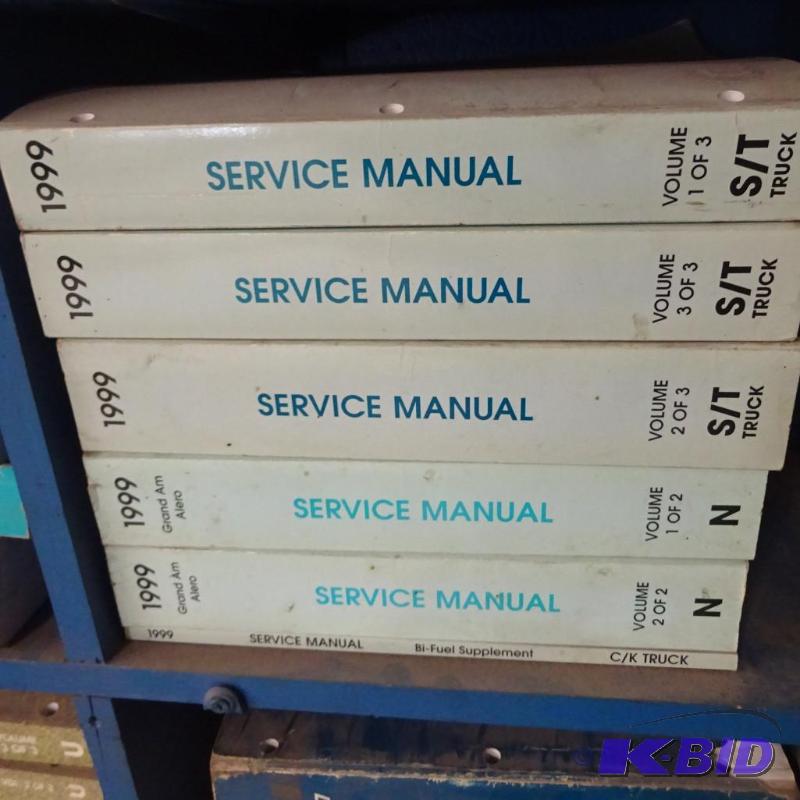 1999
SERVICE MANUAL
VOLUME
1 OF 3
S/T
TRUCK
1999
SERVICE MANUAL
VOLUME
3 OF 3
S/T
TRUCK
1999
SERVICE MANUAL
VOLUME
2 OF 3
S/T
TRUCK
1999
Grand Am
Alero
SERVICE MANUAL
VOLUME
1 OF 2
N
1999
Grand Am
Alero
SERVICE MANUAL
VOLUME
2 OF 2
N
1999 SERVICE MANUAL Bi-Fuel Supplement C/K TRUCK
U
U
K-BID